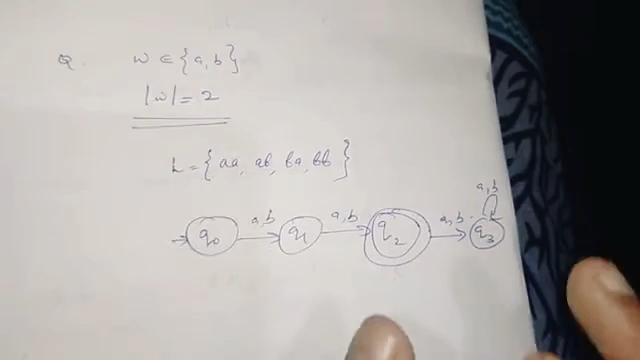 Q. w ∈ {a, b}
|w| = 2
L = {aa, ab, ba, bb}
a, b
a, b a, b a, b
q0 q1 q2 q3